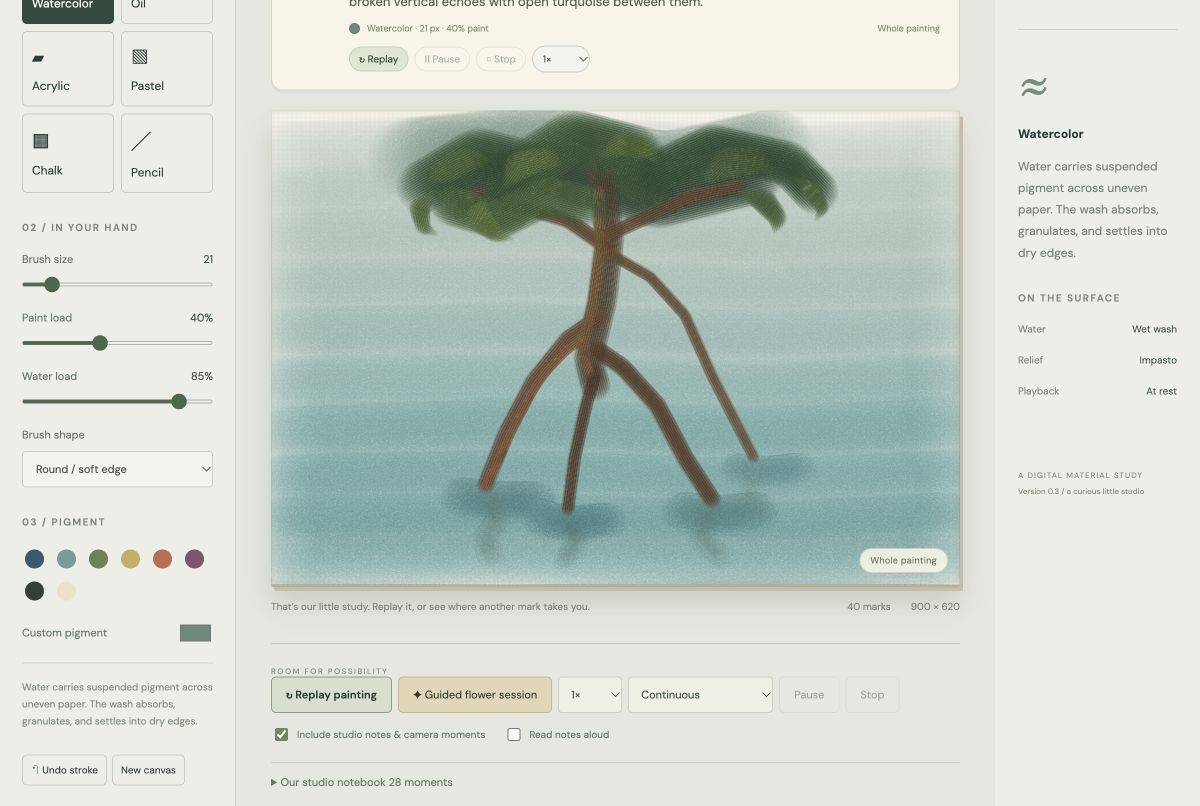 Watercolor
Oil
Acrylic
Pastel
Chalk
Pencil
02 / IN YOUR HAND
Brush size 21
Paint load 40%
Water load 85%
Brush shape
Round / soft edge
03 / PIGMENT
Custom pigment
Water carries suspended pigment across
uneven paper. The wash absorbs,
granulates, and settles into dry edges.
Undo stroke
New canvas
broken vertical echoes with open turquoise between them.
Watercolor · 21 px · 40% paint
Whole painting
↻ Replay
II Pause
▫ Stop
1×
Whole painting
That's our little study. Replay it, or see where another mark takes you.
40 marks
900 × 620
ROOM FOR POSSIBILITY
↻ Replay painting
✦ Guided flower session
1×
Continuous
Pause
Stop
Include studio notes & camera moments
Read notes aloud
▶ Our studio notebook 28 moments
Watercolor
Water carries suspended
pigment across uneven
paper. The wash absorbs,
granulates, and settles into
dry edges.
ON THE SURFACE
Water Wet wash
Relief Impasto
Playback At rest
A DIGITAL MATERIAL STUDY
Version 0.3 / a curious little studio